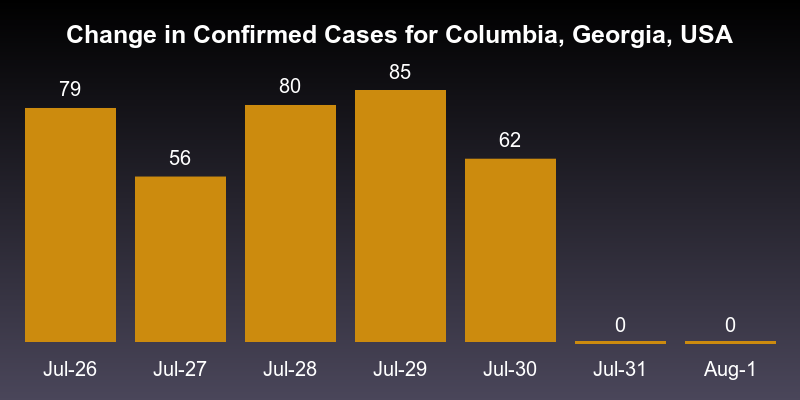 Change in Confirmed Cases for Columbia, Georgia, USA
79
56
80
85
62
0
0
Jul-26
Jul-27
Jul-28
Jul-29
Jul-30
Jul-31
Aug-1